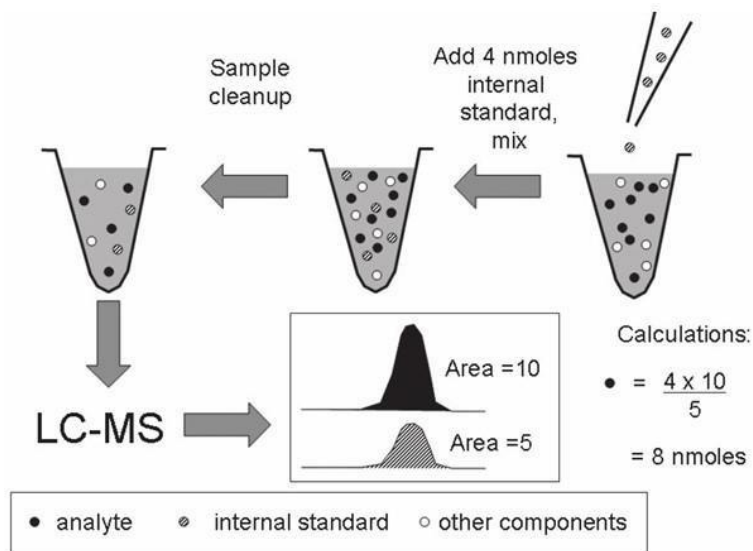 Sample
cleanup
Add 4 nmoles
internal
standard,
mix
LC-MS
Area =10
Area =5
Calculations:
● = 4 x 10
5
= 8 nmoles
● analyte internal standard ○ other components